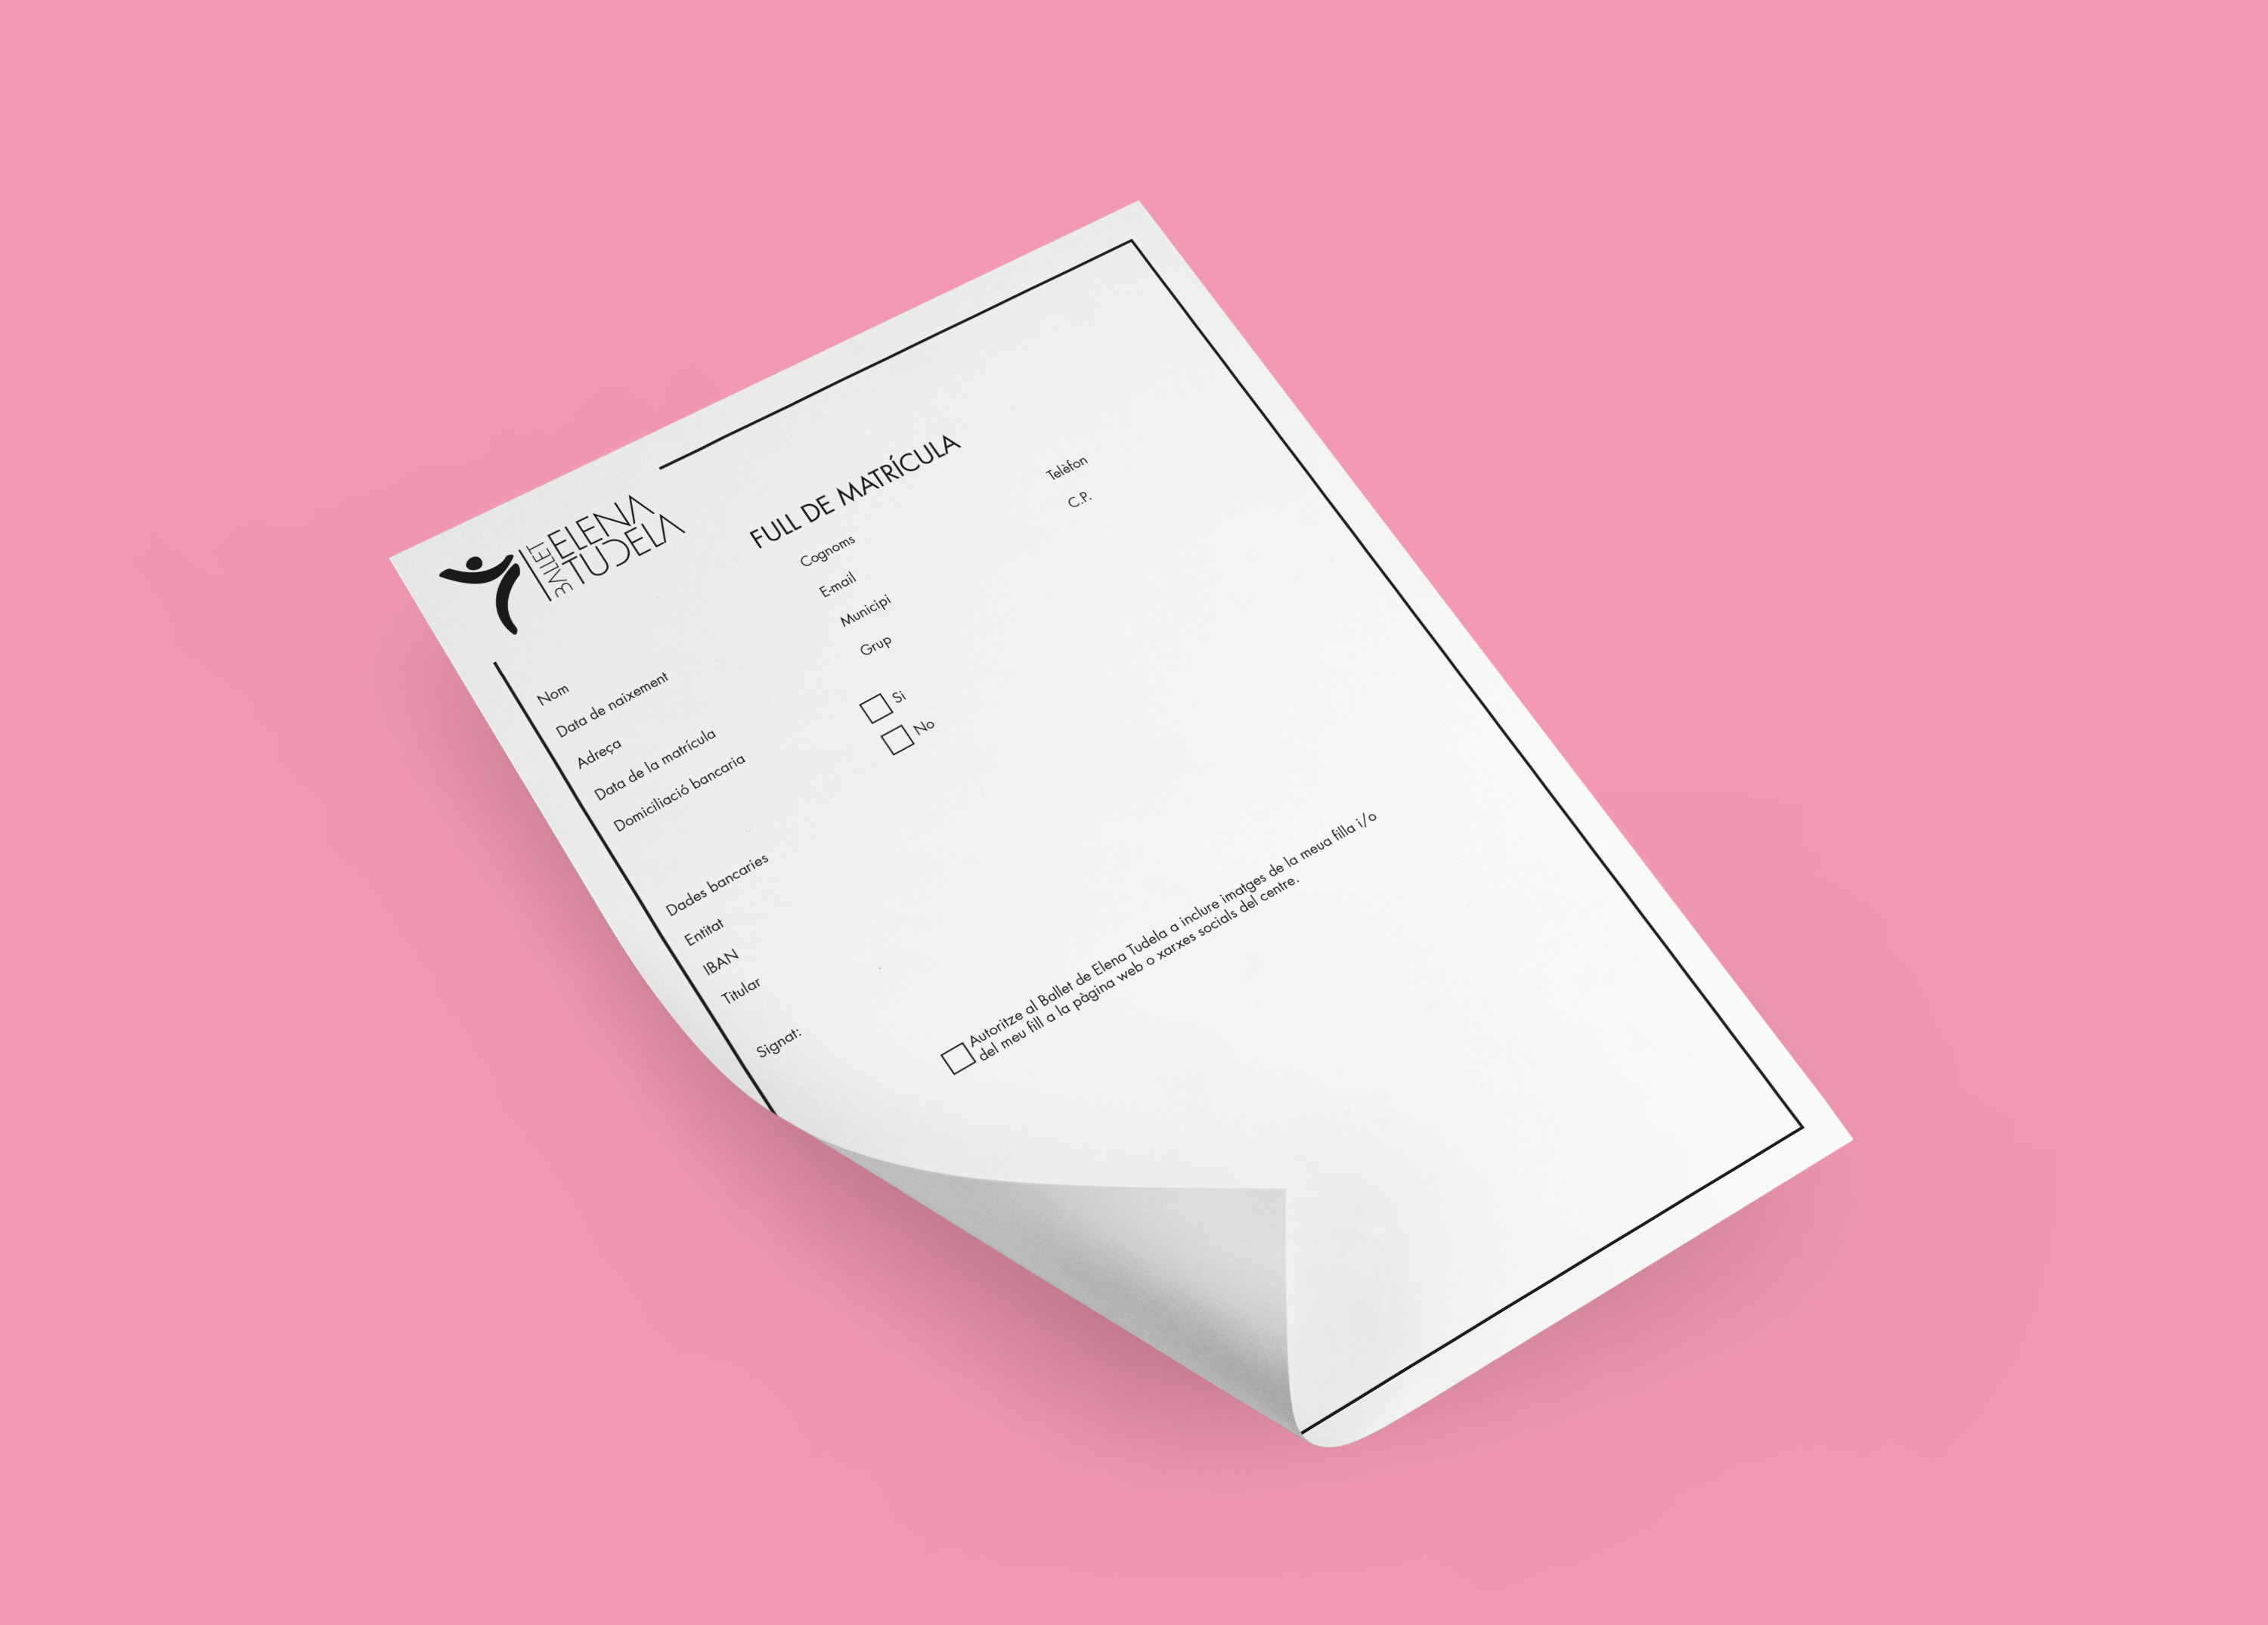 BALLET
ELENA
TUDELA
FULL DE MATRÍCULA
Nom Cognoms
Data de naixement E-mail Telèfon
Adreça Municipi C.P.
Data de la matrícula Grup
Domiciliació bancaria Si
No
Dades bancaries
Entitat
IBAN
Titular
Signat:
Autoritze al Ballet de Elena Tudela a inclure imatges de la meua filla i/o
del meu fill a la pàgina web o xarxes socials del centre.